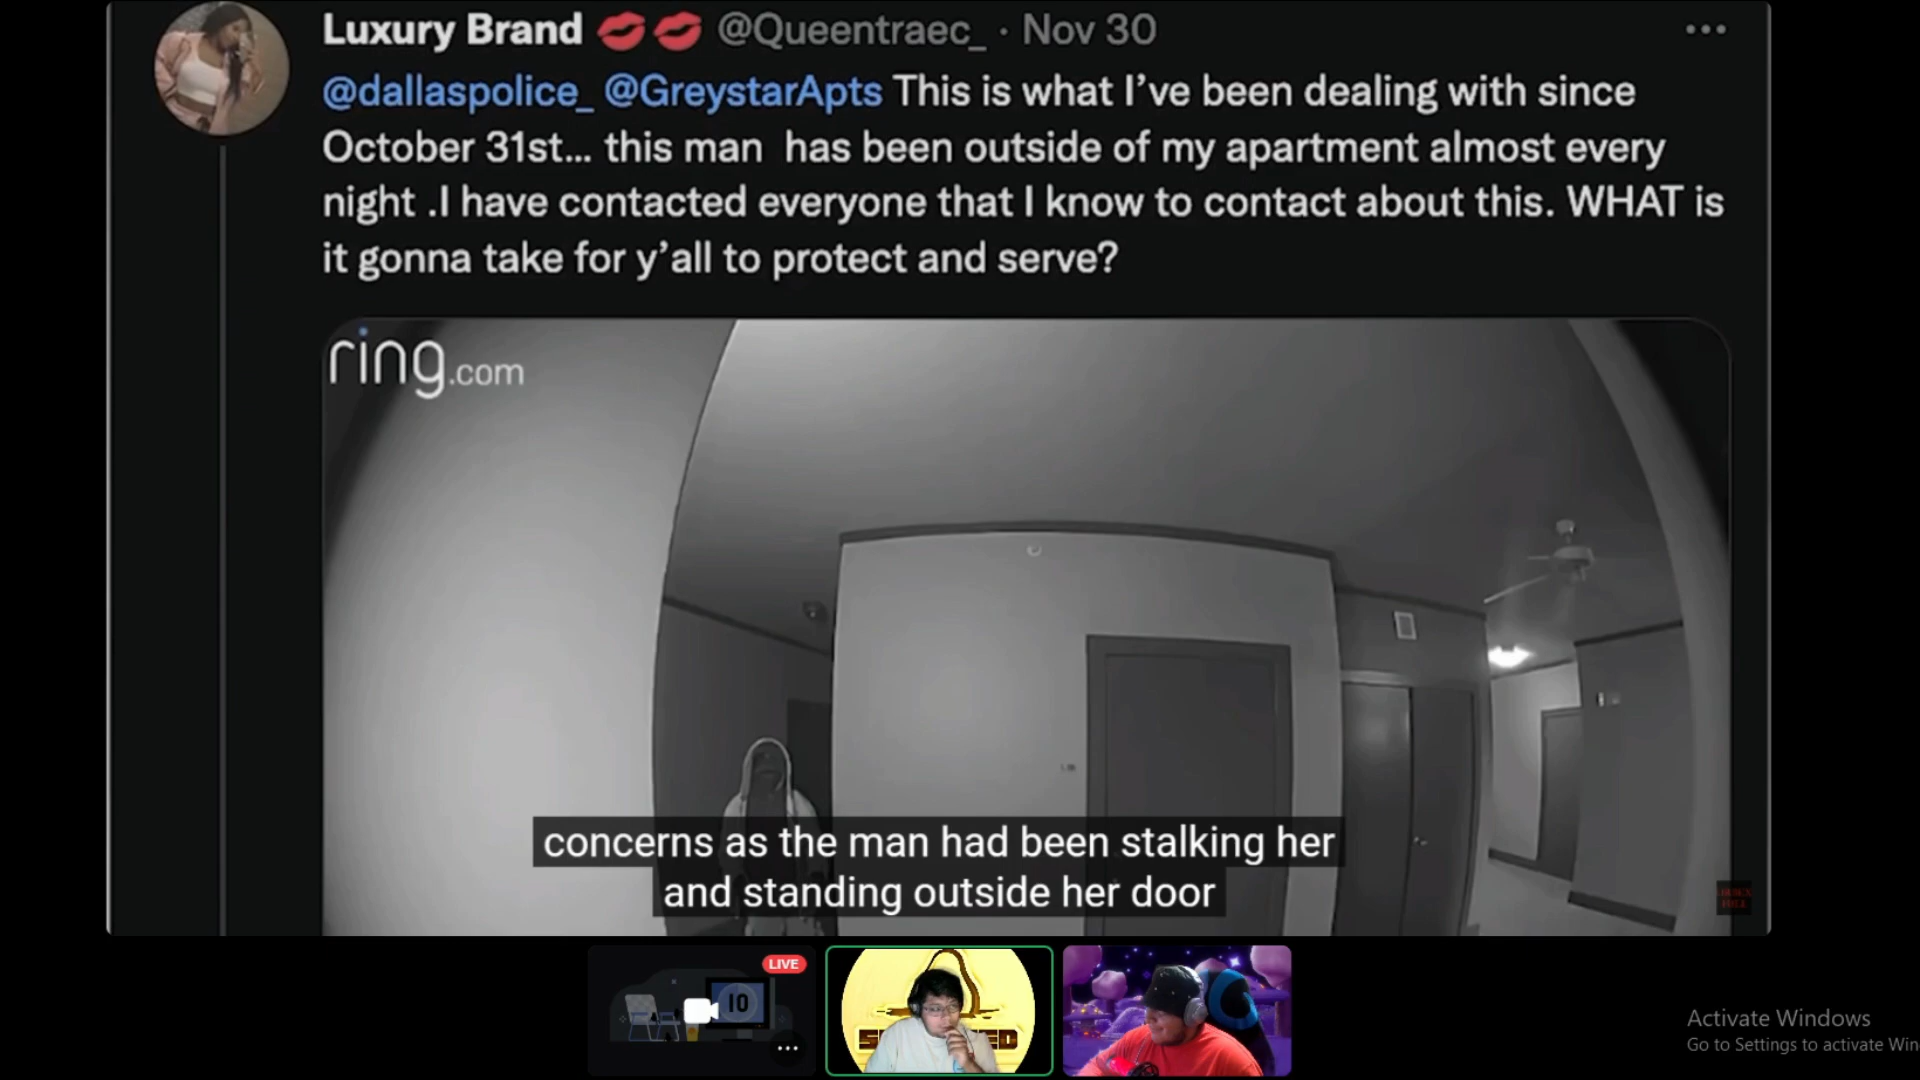 Luxury Brand 💋💋 @Queentraec_ · Nov 30
@dallaspolice_ @GreystarApts This is what I’ve been dealing with since
October 31st... this man  has been outside of my apartment almost every
night .I have contacted everyone that I know to contact about this. WHAT is
it gonna take for y’all to protect and serve?
ring.com
concerns as the man had been stalking her
and standing outside her door
LIVE
10
Activate Windows
Go to Settings to activate Win